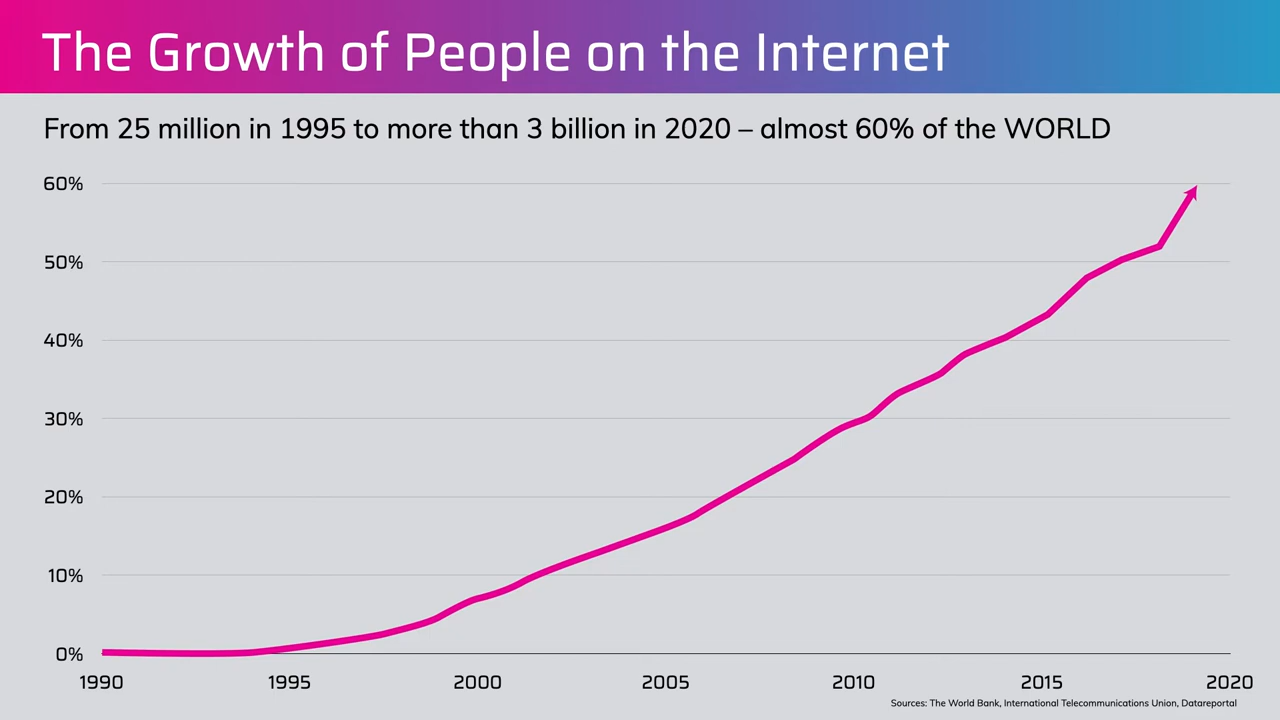 The Growth of People on the Internet
From 25 million in 1995 to more than 3 billion in 2020 – almost 60% of the WORLD
60%
50%
40%
30%
20%
10%
0%
1990 1995 2000 2005 2010 2015 2020
Sources: The World Bank, International Telecommunications Union, Datareportal